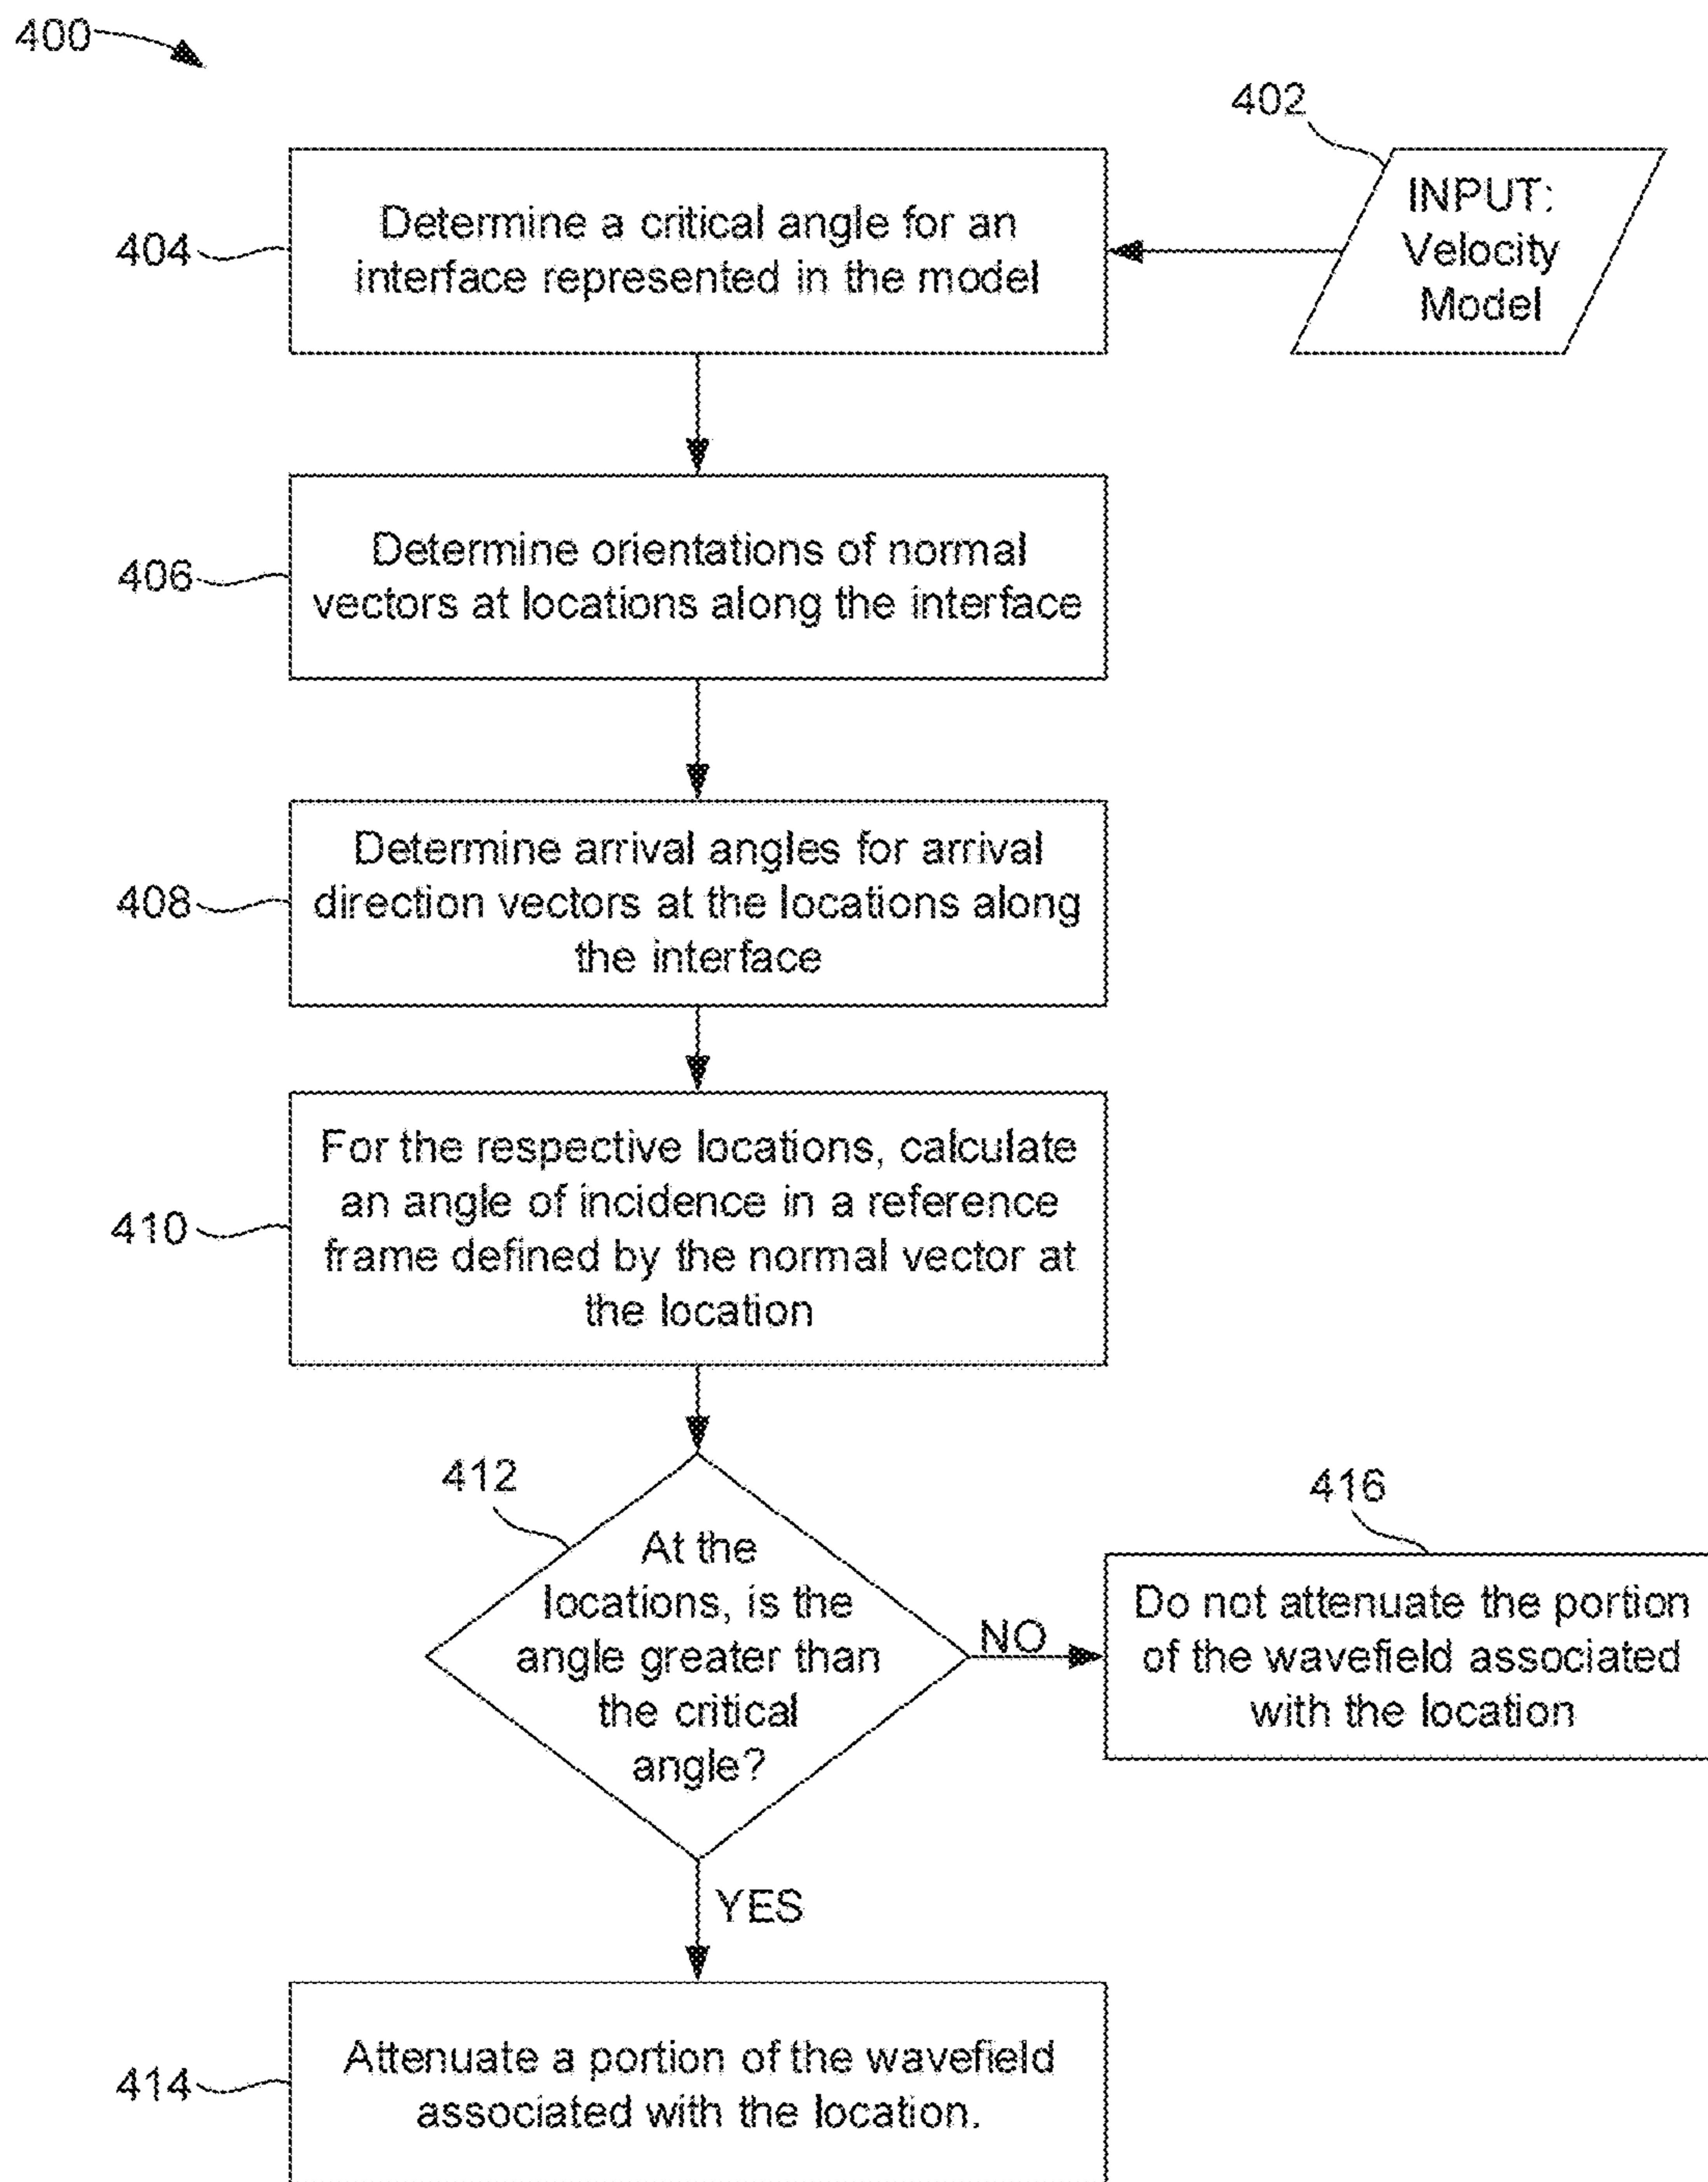 400
402
INPUT:
Velocity
Model
404
Determine a critical angle for an
interface represented in the model
406
Determine orientations of normal
vectors at locations along the interface
408
Determine arrival angles for arrival
direction vectors at the locations along
the interface
410
For the respective locations, calculate
an angle of incidence in a reference
frame defined by the normal vector at
the location
412
At the
locations, is the
angle greater than
the critical
angle?
NO
416
Do not attenuate the portion
of the wavefield associated
with the location
YES
414
Attenuate a portion of the wavefield
associated with the location.